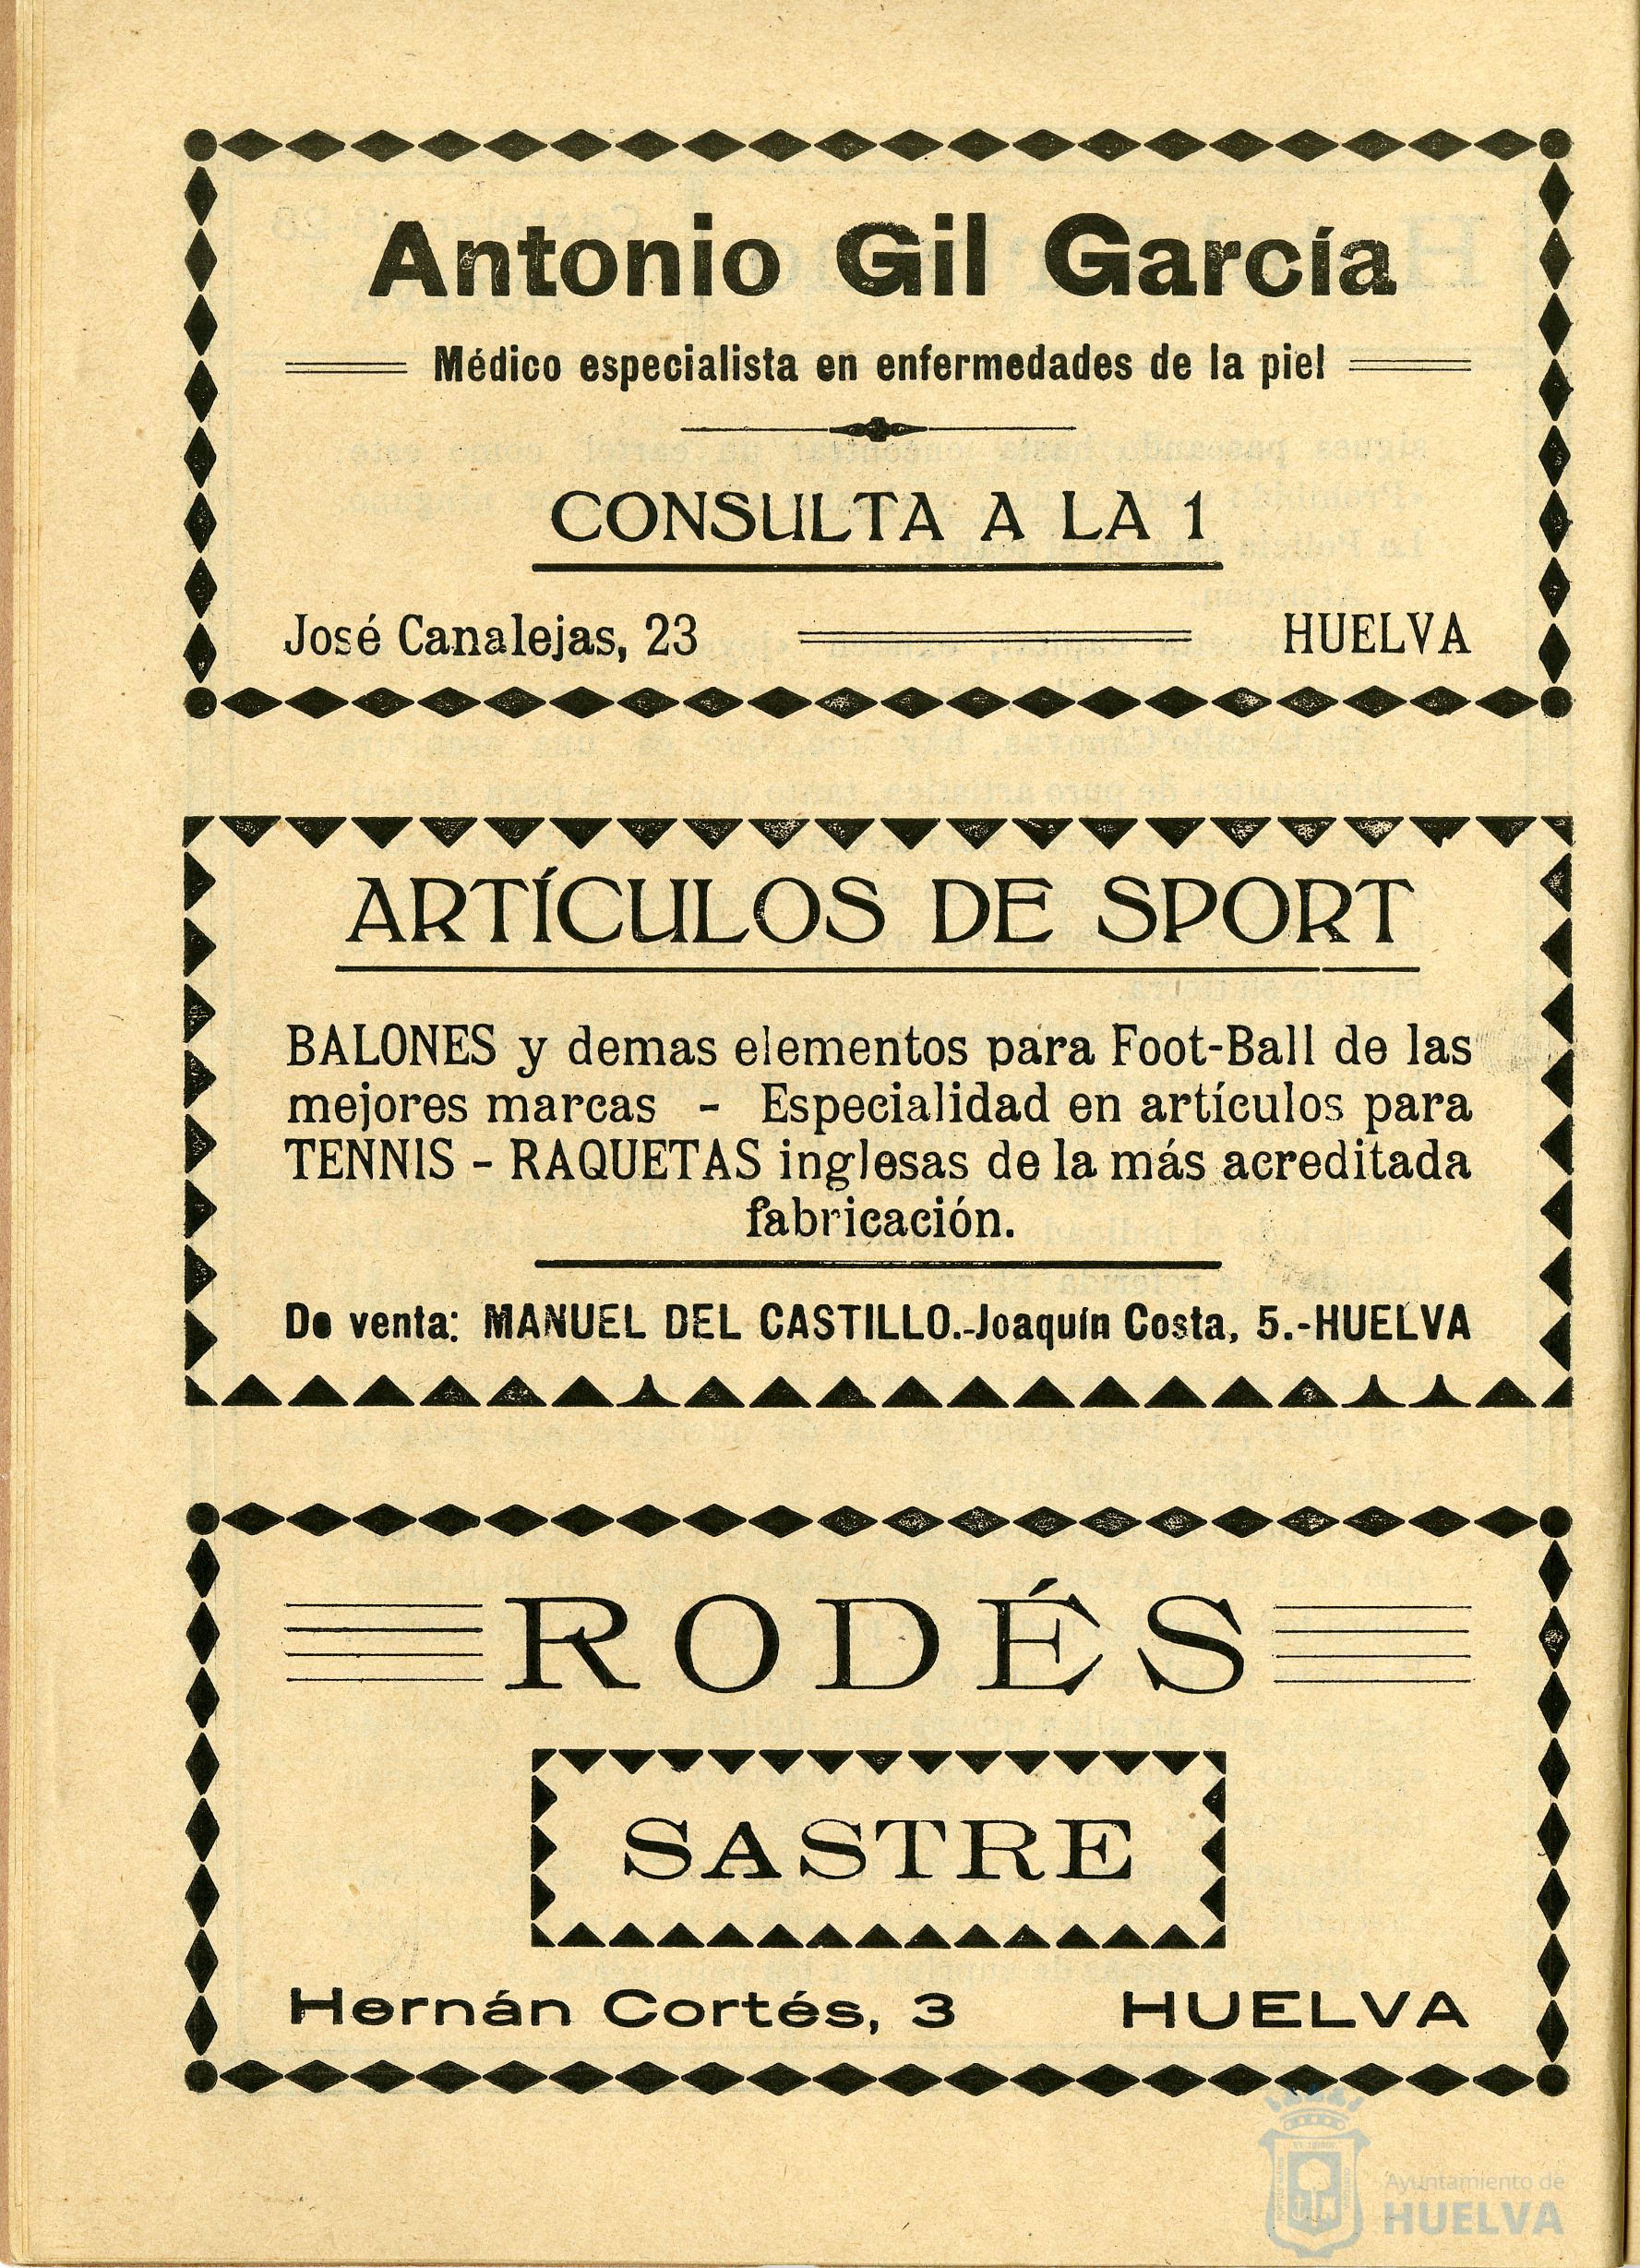 Antonio Gil García
Médico especialista en enfermedades de la piel
CONSULTA A LA 1
José Canalejas, 23 HUELVA
ARTÍCULOS DE SPORT
BALONES y demas elementos para Foot-Ball de las
mejores marcas - Especialidad en artículos para
TENNIS - RAQUETAS inglesas de la más acreditada
fabricación.
De venta: MANUEL DEL CASTILLO.-Joaquín Costa, 5.-HUELVA
RODÉS
SASTRE
Hernán Cortés, 3 HUELVA
Ayuntamiento de
HUELVA